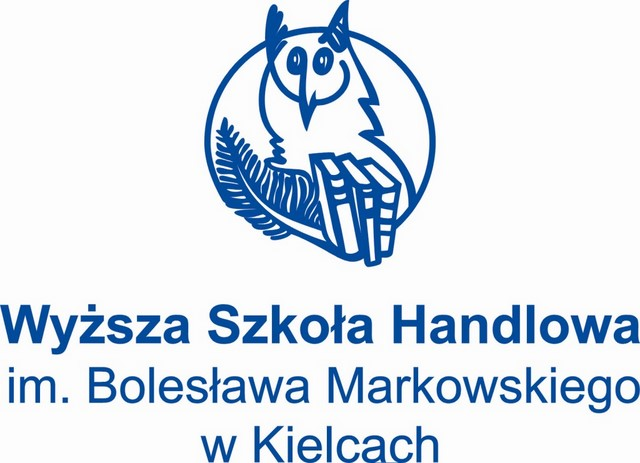 Wyższa Szkoła Handlowa
im. Bolesława Markowskiego
w Kielcach